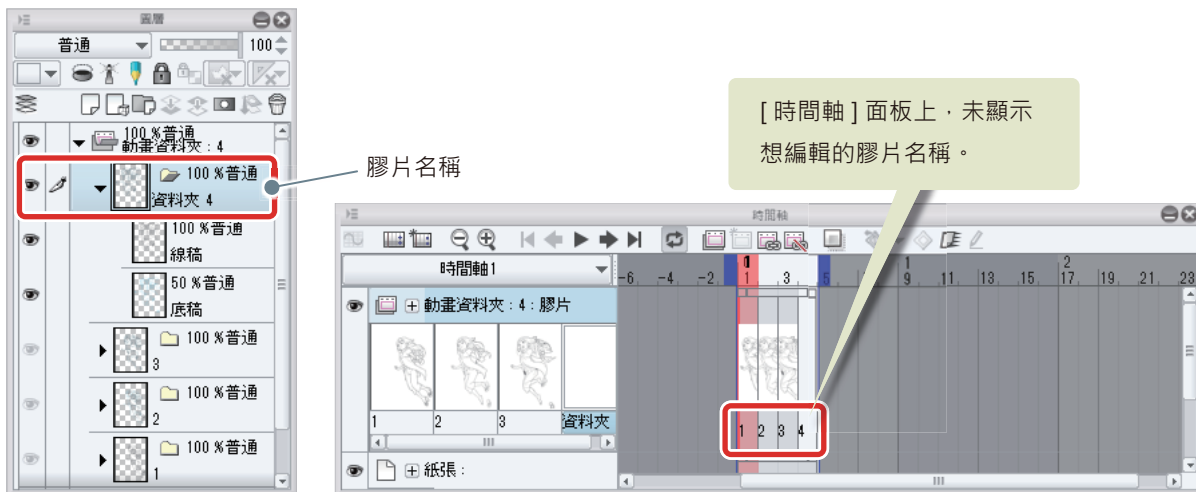 圖層
普通
100
100 %普通
動畫資料夾 : 4
100 %普通
資料夾 4
100 %普通
線稿
50 %普通
底稿
100 %普通
3
100 %普通
2
100 %普通
1
膠片名稱
[ 時間軸 ] 面板上，未顯示
想編輯的膠片名稱。
時間軸
時間軸1
-6 -4 -2 1 3 5 9 11 13 15 17 19 21 23
0 1 2
動畫資料夾 : 4 : 膠片
1 2 3 資料夾
1 2 3 4
紙張 :